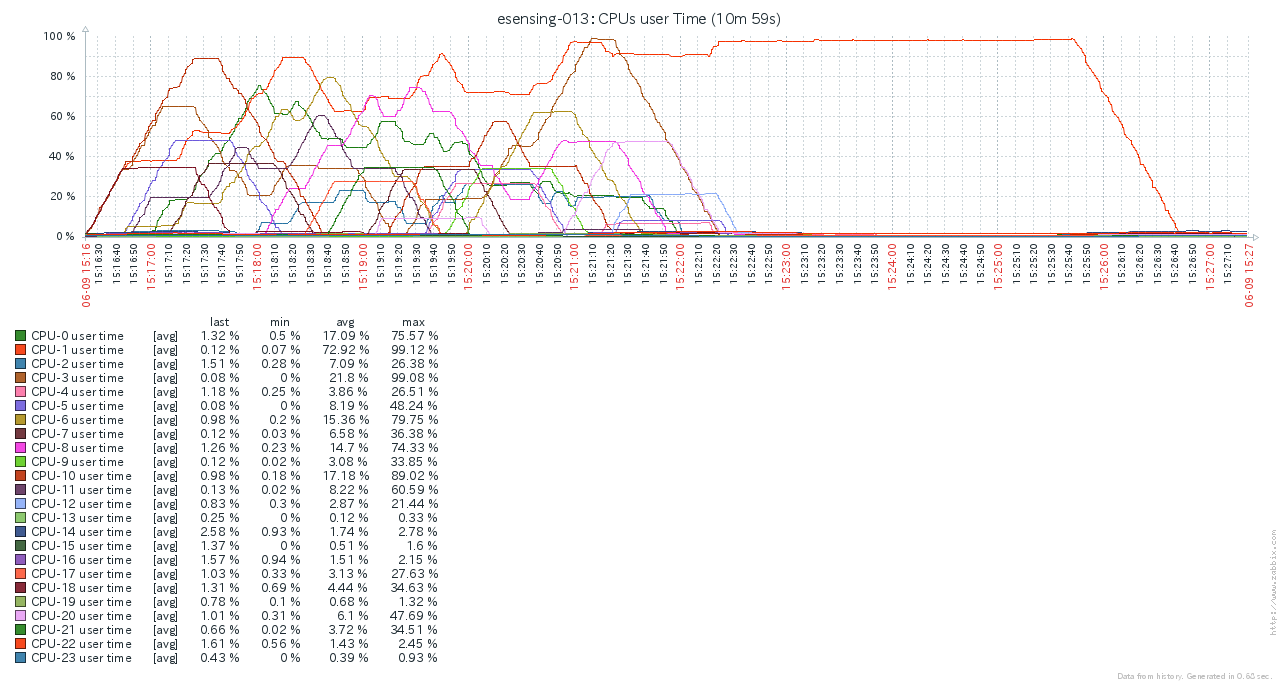 esensing-013: CPUs user Time (10m 59s)
100 %
80 %
60 %
40 %
20 %
0 %
06-09 15:16
15:16:30
15:16:40
15:16:50
15:17:00
15:17:10
15:17:20
15:17:30
15:17:40
15:17:50
15:18:00
15:18:10
15:18:20
15:18:30
15:18:40
15:18:50
15:19:00
15:19:10
15:19:20
15:19:30
15:19:40
15:19:50
15:20:00
15:20:10
15:20:20
15:20:30
15:20:40
15:20:50
15:21:00
15:21:10
15:21:20
15:21:30
15:21:40
15:21:50
15:22:00
15:22:10
15:22:20
15:22:30
15:22:40
15:22:50
15:23:00
15:23:10
15:23:20
15:23:30
15:23:40
15:23:50
15:24:00
15:24:10
15:24:20
15:24:30
15:24:40
15:24:50
15:25:00
15:25:10
15:25:20
15:25:30
15:25:40
15:25:50
15:26:00
15:26:10
15:26:20
15:26:30
15:26:40
15:26:50
15:27:00
15:27:10
06-09 15:27
last min avg max
CPU-0 user time [avg] 1.32 % 0.5 % 17.09 % 75.57 %
CPU-1 user time [avg] 0.12 % 0.07 % 72.92 % 99.12 %
CPU-2 user time [avg] 1.51 % 0.28 % 7.09 % 26.38 %
CPU-3 user time [avg] 0.08 % 0 % 21.8 % 99.08 %
CPU-4 user time [avg] 1.18 % 0.25 % 3.86 % 26.51 %
CPU-5 user time [avg] 0.08 % 0 % 8.19 % 48.24 %
CPU-6 user time [avg] 0.98 % 0.2 % 15.36 % 79.75 %
CPU-7 user time [avg] 0.12 % 0.03 % 6.58 % 36.38 %
CPU-8 user time [avg] 1.26 % 0.23 % 14.7 % 74.33 %
CPU-9 user time [avg] 0.12 % 0.02 % 3.08 % 33.85 %
CPU-10 user time [avg] 0.98 % 0.18 % 17.18 % 89.02 %
CPU-11 user time [avg] 0.13 % 0.02 % 8.22 % 60.59 %
CPU-12 user time [avg] 0.83 % 0.3 % 2.87 % 21.44 %
CPU-13 user time [avg] 0.25 % 0 % 0.12 % 0.33 %
CPU-14 user time [avg] 2.58 % 0.93 % 1.74 % 2.78 %
CPU-15 user time [avg] 1.37 % 0 % 0.51 % 1.6 %
CPU-16 user time [avg] 1.57 % 0.94 % 1.51 % 2.15 %
CPU-17 user time [avg] 1.03 % 0.33 % 3.13 % 27.63 %
CPU-18 user time [avg] 1.31 % 0.69 % 4.44 % 34.63 %
CPU-19 user time [avg] 0.78 % 0.1 % 0.68 % 1.32 %
CPU-20 user time [avg] 1.01 % 0.31 % 6.1 % 47.69 %
CPU-21 user time [avg] 0.66 % 0.02 % 3.72 % 34.51 %
CPU-22 user time [avg] 1.61 % 0.56 % 1.43 % 2.45 %
CPU-23 user time [avg] 0.43 % 0 % 0.39 % 0.93 %
http://www.zabbix.com
Data from history. Generated in 0.68 sec.